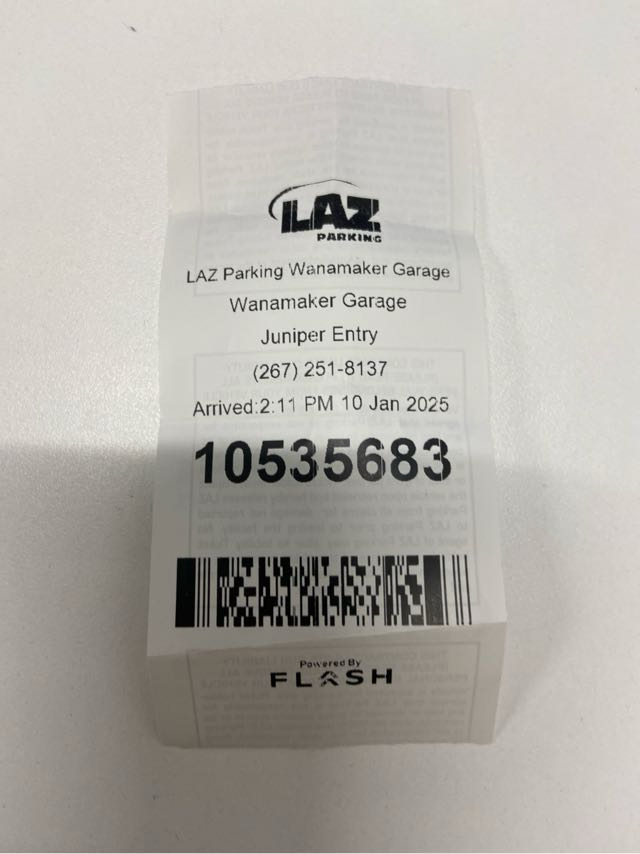 LAZ
PARKING
LAZ Parking Wanamaker Garage
Wanamaker Garage
Juniper Entry
(267) 251-8137
Arrived:2:11 PM 10 Jan 2025
10535683
Powered By
FLASH